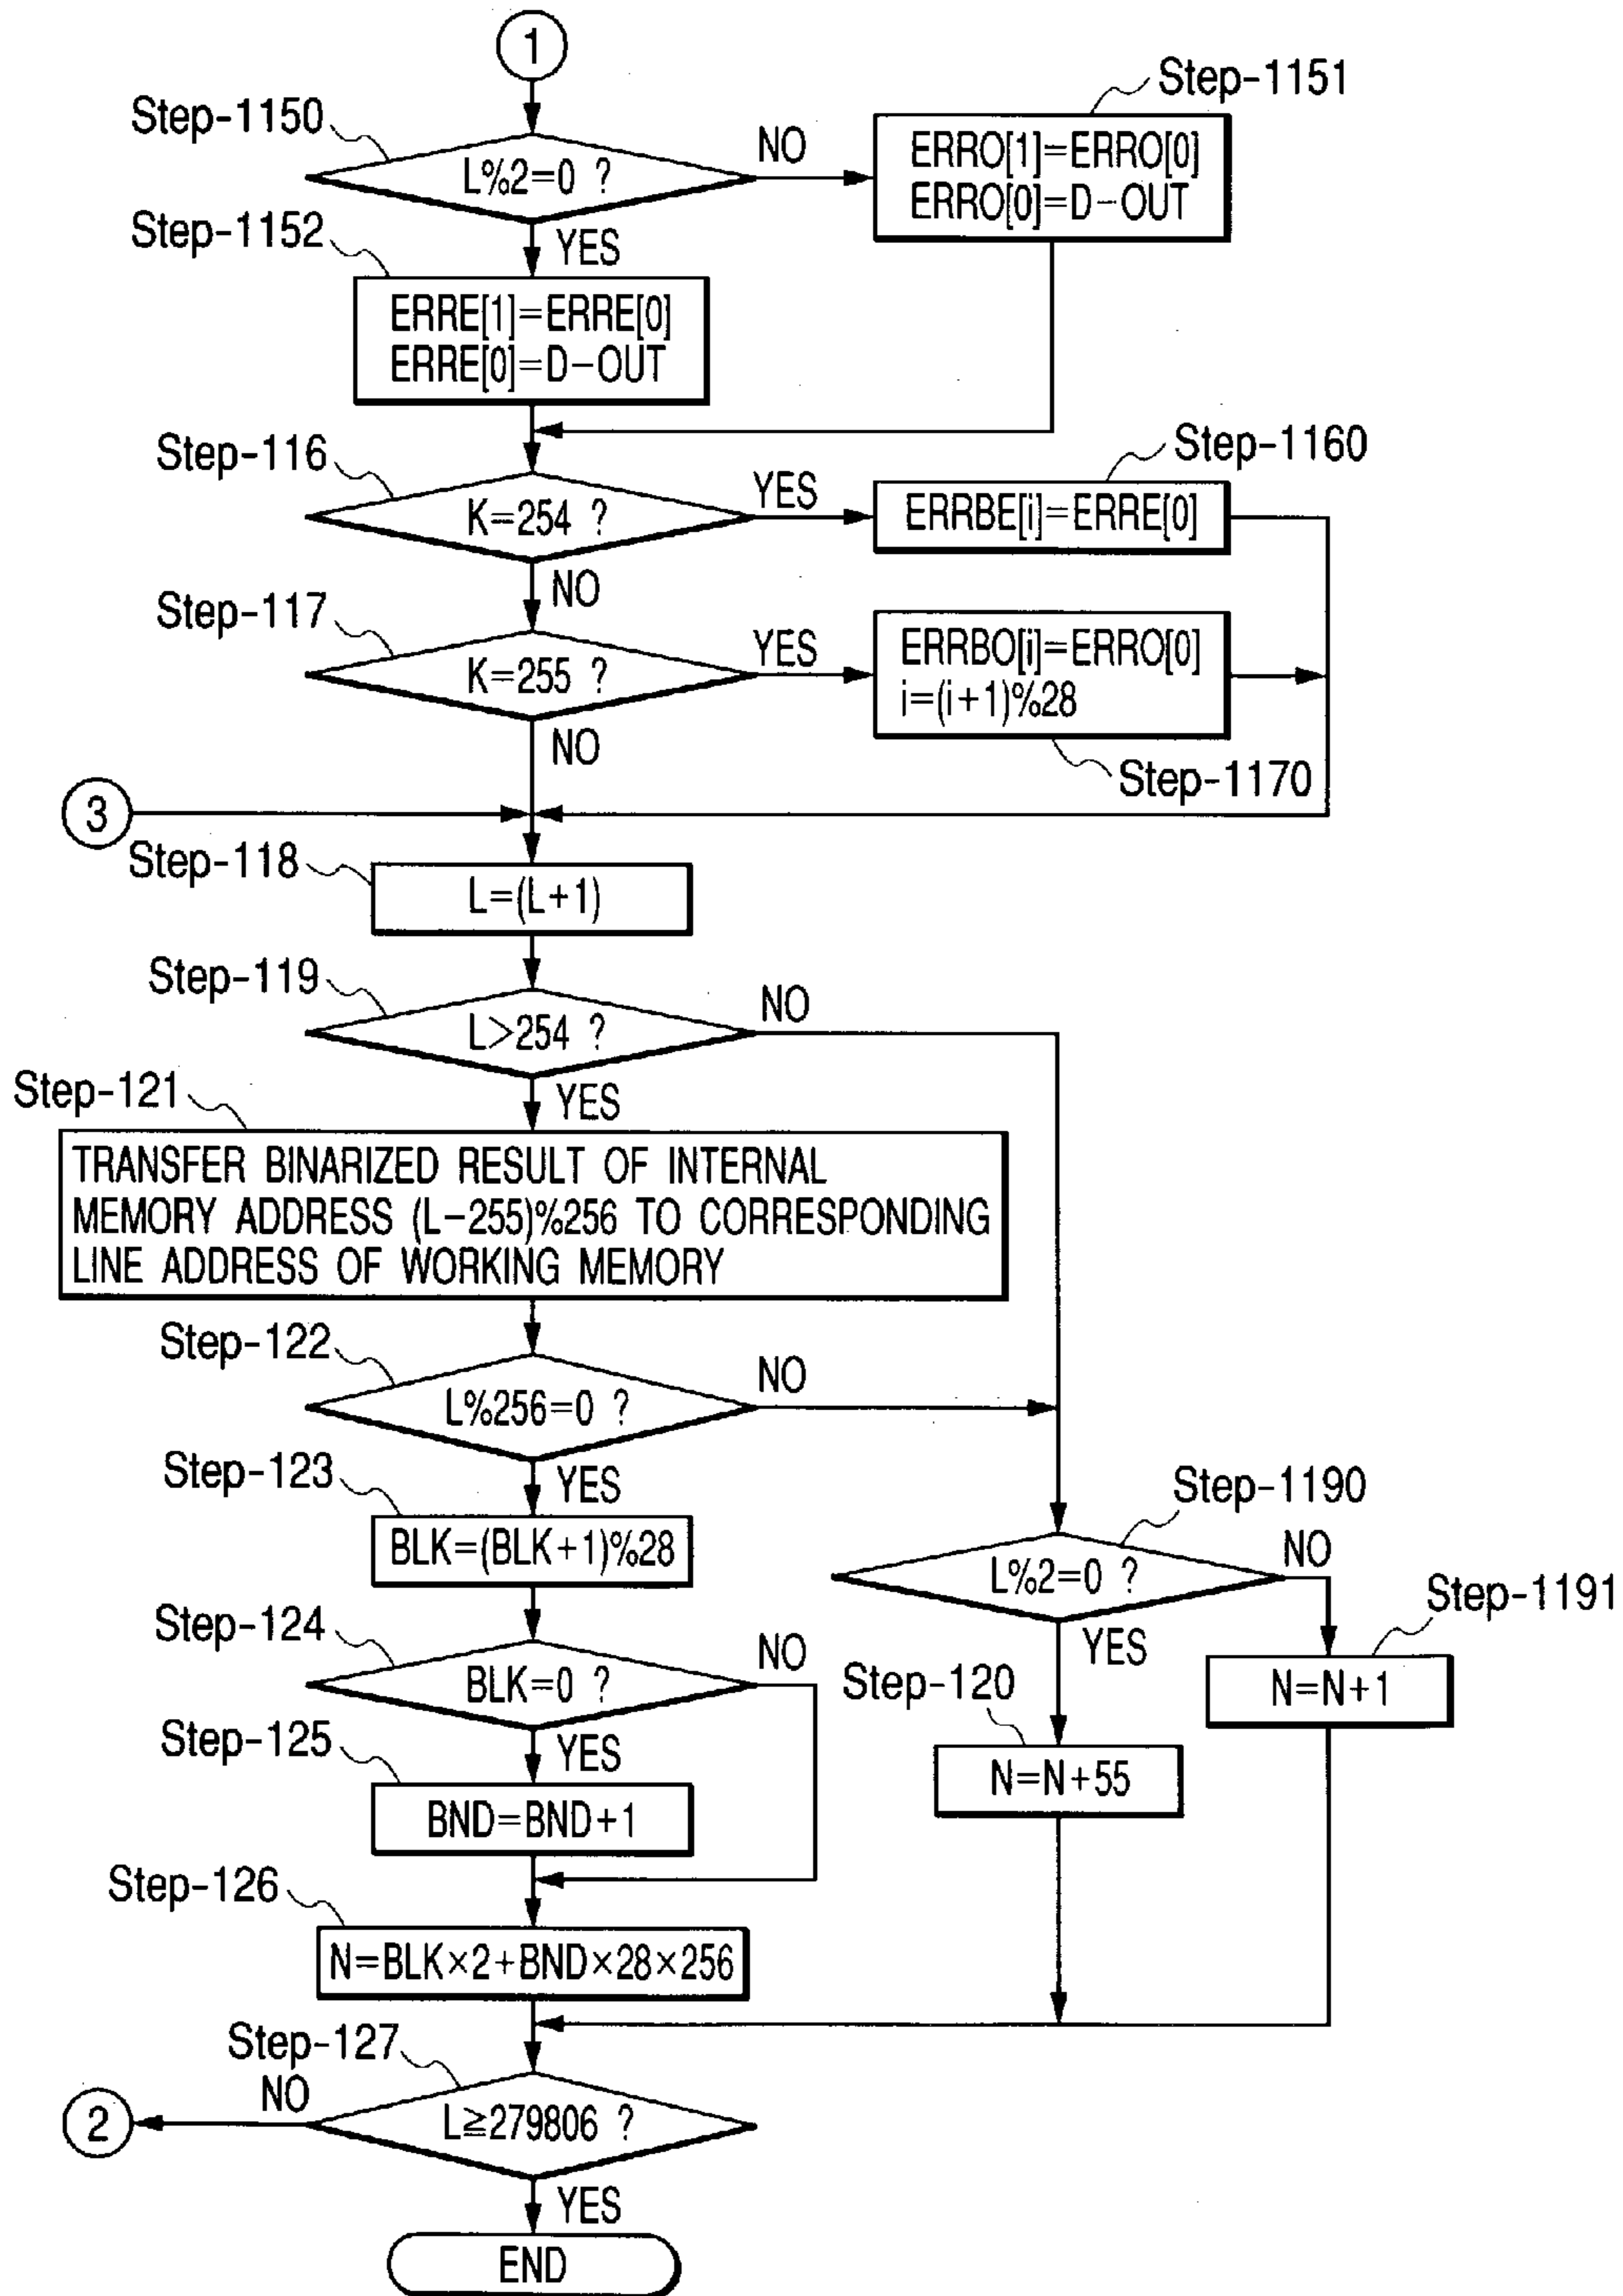 1
Step-1150
L%2=0 ?
NO
Step-1151
ERRO[1]=ERRO[0]
ERRO[0]=D-OUT
Step-1152
YES
ERRE[1]=ERRE[0]
ERRE[0]=D-OUT
Step-116
K=254 ?
YES
Step-1160
ERRBE[i]=ERRE[0]
NO
Step-117
K=255 ?
YES
ERRBO[i]=ERRO[0]
i=(i+1)%28
Step-1170
NO
3
Step-118
L=(L+1)
Step-119
L>254 ?
NO
YES
Step-121
TRANSFER BINARIZED RESULT OF INTERNAL
MEMORY ADDRESS (L-255)%256 TO CORRESPONDING
LINE ADDRESS OF WORKING MEMORY
Step-122
L%256=0 ?
NO
YES
Step-123
BLK=(BLK+1)%28
Step-1190
L%2=0 ?
NO
Step-1191
N=N+1
YES
Step-120
N=N+55
Step-124
BLK=0 ?
NO
YES
Step-125
BND=BND+1
Step-126
N=BLK×2+BND×28×256
Step-127
L≧279806 ?
NO
2
YES
END